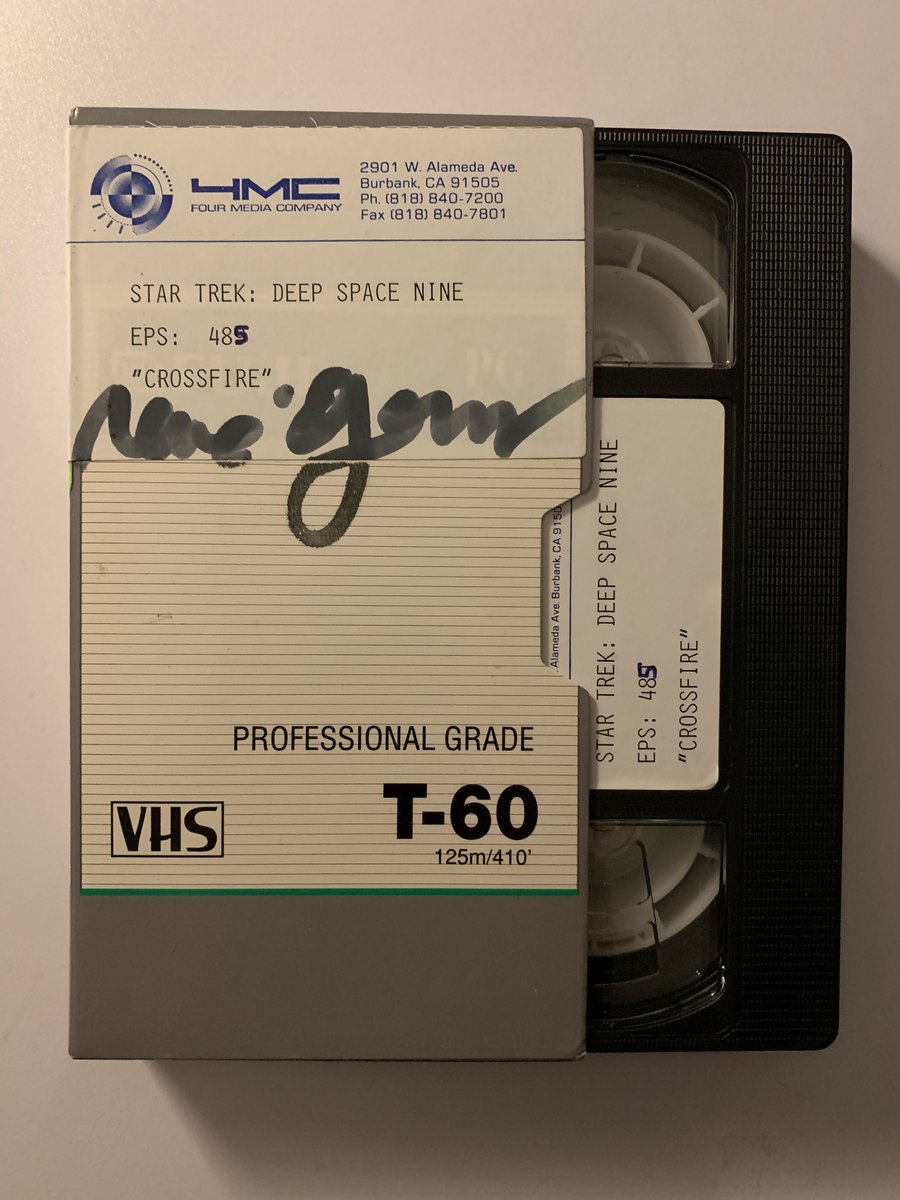 4MC
FOUR MEDIA COMPANY
2901 W. Alameda Ave.
Burbank, CA 91505
Ph. (818) 840-7200
Fax (818) 840-7801
STAR TREK: DEEP SPACE NINE
EPS: 485
"CROSSFIRE"
PROFESSIONAL GRADE
VHS
T-60
125m/410'
Alameda Ave. Burbank, CA 9150
STAR TREK: DEEP SPACE NINE
EPS: 485
"CROSSFIRE"